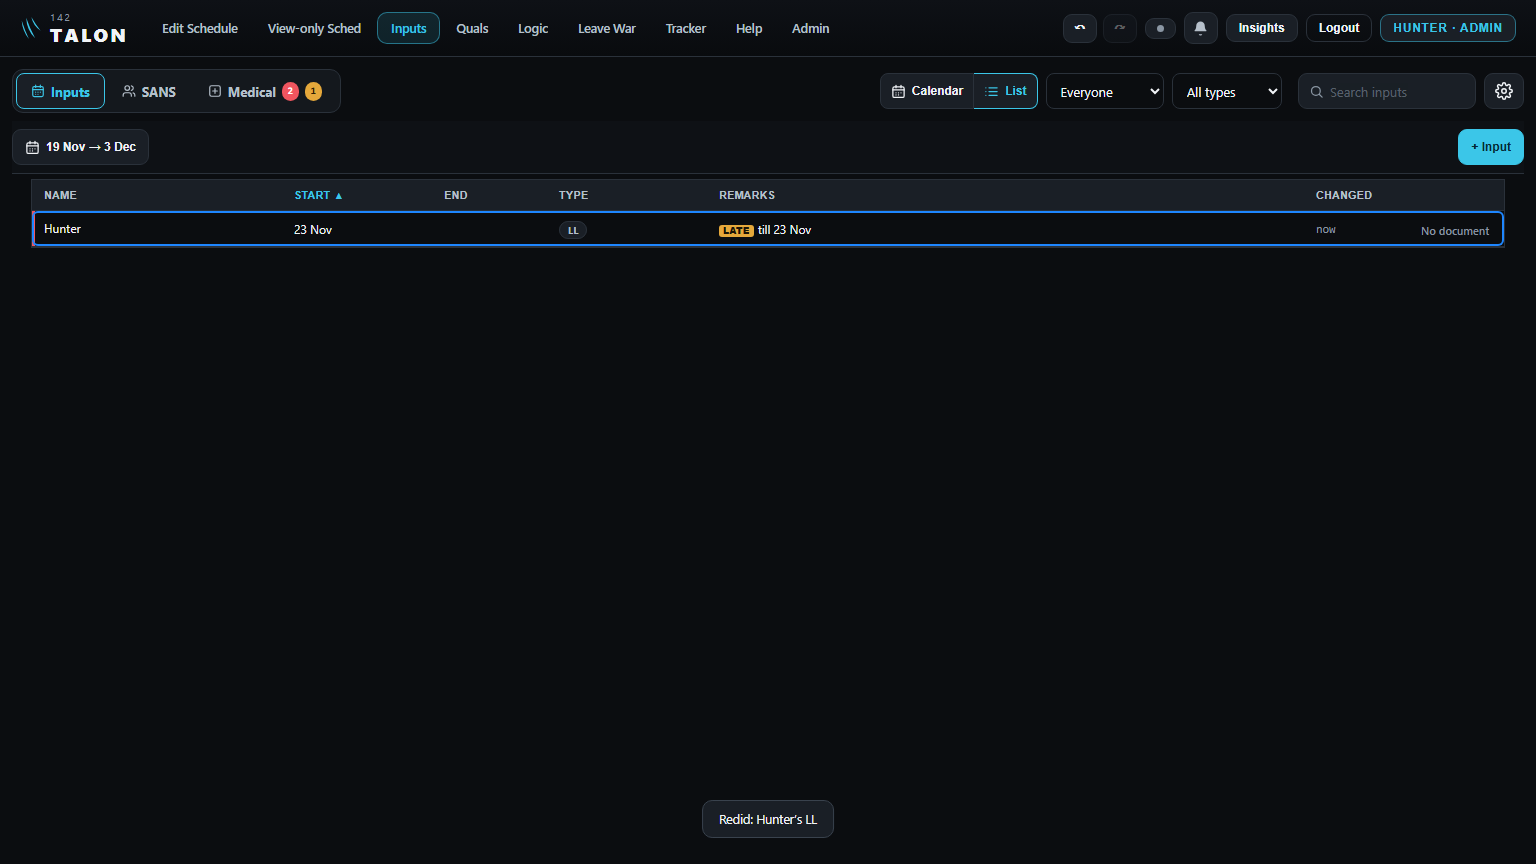 142
TALON
Edit Schedule
View-only Sched
Inputs
Quals
Logic
Leave War
Tracker
Help
Admin
Insights
Logout
HUNTER · ADMIN
Inputs
SANS
Medical 2 1
Calendar
List
Everyone
All types
Search inputs
19 Nov → 3 Dec
+ Input
NAME START ▲ END TYPE REMARKS CHANGED
Hunter 23 Nov LL LATE till 23 Nov now No document
Redid: Hunter's LL